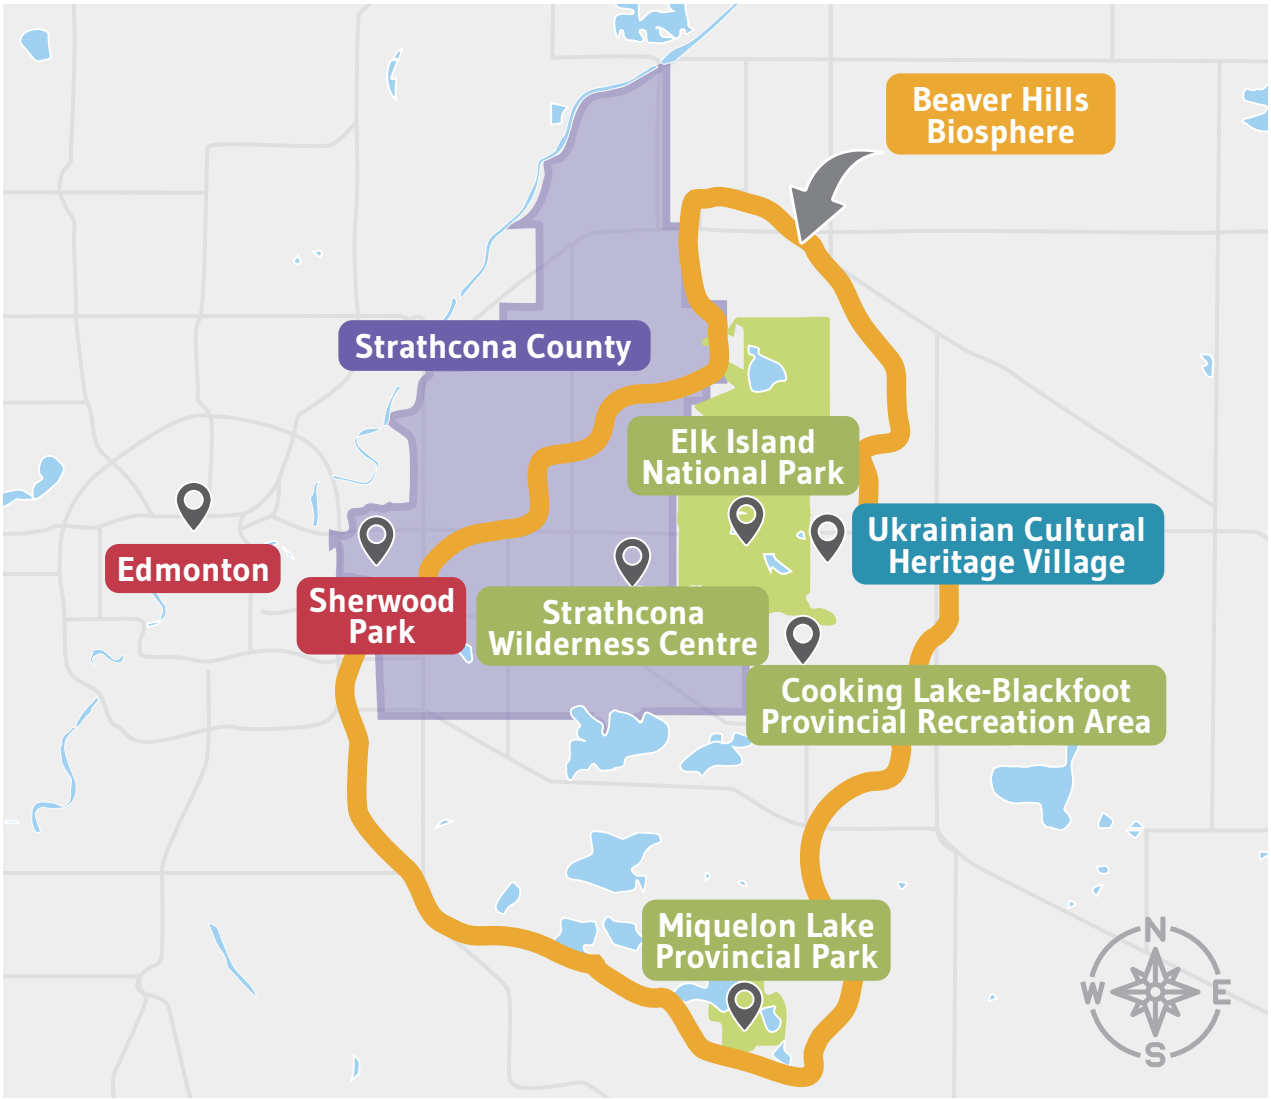 Beaver Hills
Biosphere
Strathcona County
Elk Island
National Park
Ukrainian Cultural
Heritage Village
Edmonton
Sherwood
Park
Strathcona
Wilderness Centre
Cooking Lake-Blackfoot
Provincial Recreation Area
Miquelon Lake
Provincial Park
N
W
E
S